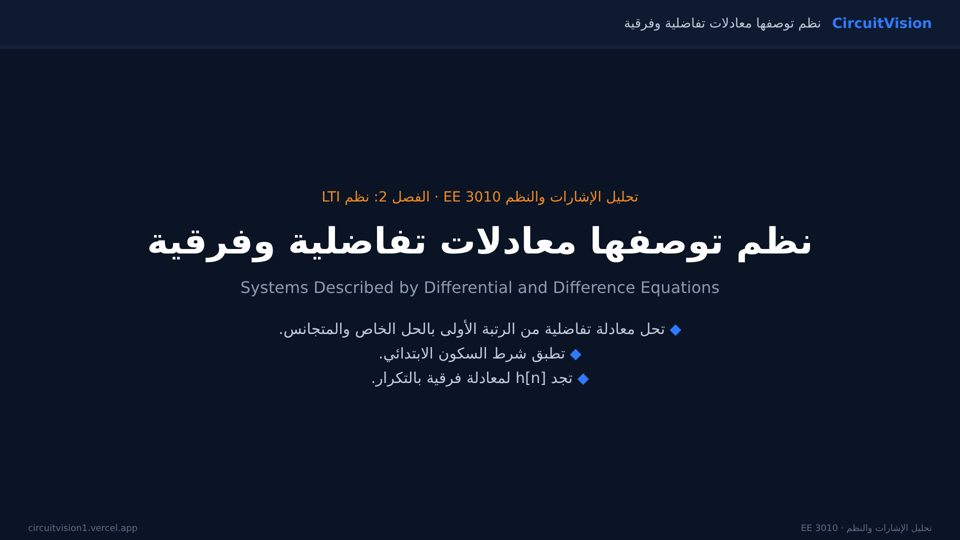 CircuitVision نظم توصفها معادلات تفاضلية وفرقية
تحليل الإشارات والنظم EE 3010 · الفصل 2: نظم LTI
نظم توصفها معادلات تفاضلية وفرقية
Systems Described by Differential and Difference Equations
◆ تحل معادلة تفاضلية من الرتبة الأولى بالحل الخاص والمتجانس.
◆ تطبق شرط السكون الابتدائي.
◆ تجد h[n] لمعادلة فرقية بالتكرار.
تحليل الإشارات والنظم · EE 3010
circuitvision1.vercel.app